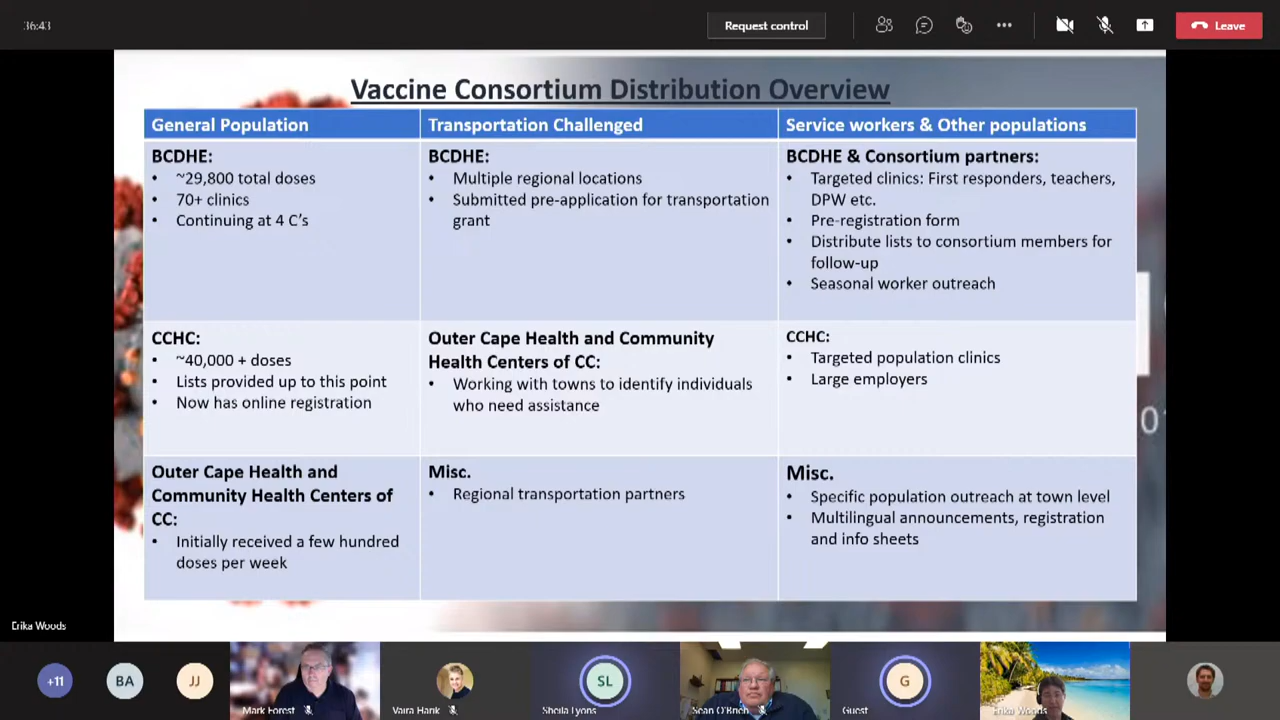 36:43
Request control
Leave
Vaccine Consortium Distribution Overview
General Population
Transportation Challenged
Service workers & Other populations
BCDHE:
• ~29,800 total doses
• 70+ clinics
• Continuing at 4 C's
BCDHE:
• Multiple regional locations
• Submitted pre-application for transportation
grant
BCDHE & Consortium partners:
• Targeted clinics: First responders, teachers,
DPW etc.
• Pre-registration form
• Distribute lists to consortium members for
follow-up
• Seasonal worker outreach
CCHC:
• ~40,000 + doses
• Lists provided up to this point
• Now has online registration
Outer Cape Health and Community
Health Centers of CC:
• Working with towns to identify individuals
who need assistance
CCHC:
• Targeted population clinics
• Large employers
Outer Cape Health and
Community Health Centers of
CC:
• Initially received a few hundred
doses per week
Misc.
• Regional transportation partners
Misc.
• Specific population outreach at town level
• Multilingual announcements, registration
and info sheets
Erika Woods
+11
BA
JJ
Mark Forest
Vaira Harik
SL
Sheila Lyons
Sean O'Brien
G
Guest
Erika Woods